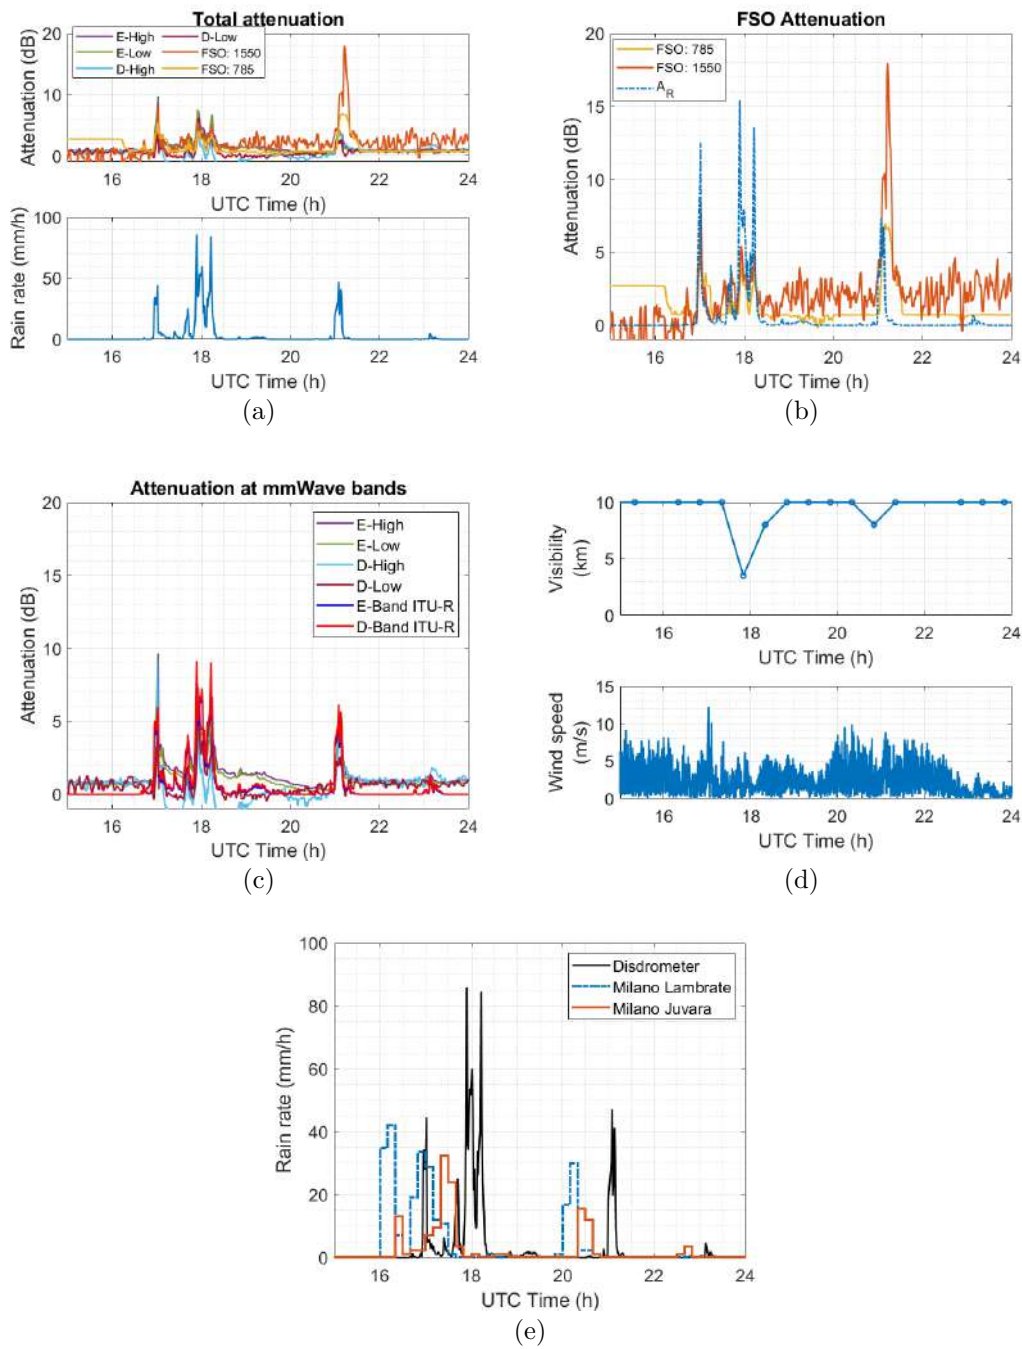 Total attenuation
Attenuation (dB)
20
10
0
E-High
E-Low
D-High
D-Low
FSO: 1550
FSO: 785
16 18 20 22 24
UTC Time (h)
Rain rate (mm/h)
100
50
0
16 18 20 22 24
UTC Time (h)
(a)
FSO Attenuation
Attenuation (dB)
20
15
10
5
0
FSO: 785
FSO: 1550
A_R
16 18 20 22 24
UTC Time (h)
(b)
Attenuation at mmWave bands
Attenuation (dB)
20
15
10
5
0
E-High
E-Low
D-High
D-Low
E-Band ITU-R
D-Band ITU-R
16 18 20 22 24
UTC Time (h)
(c)
Visibility
(km)
10
5
0
16 18 20 22 24
UTC Time (h)
Wind speed
(m/s)
15
10
5
0
16 18 20 22 24
UTC Time (h)
(d)
Rain rate (mm/h)
100
80
60
40
20
0
Disdrometer
Milano Lambrate
Milano Juvara
16 18 20 22 24
UTC Time (h)
(e)